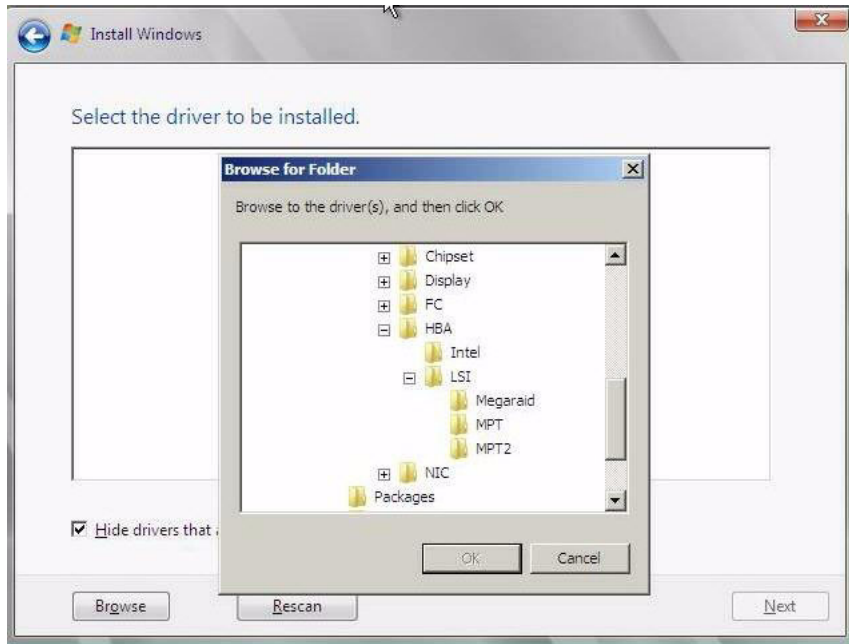 Install Windows
Select the driver to be installed.
Browse for Folder
Browse to the driver(s), and then click OK
Chipset
Display
FC
HBA
Intel
LSI
Megaraid
MPT
MPT2
NIC
Packages
Hide drivers that
OK
Cancel
Browse
Rescan
Next